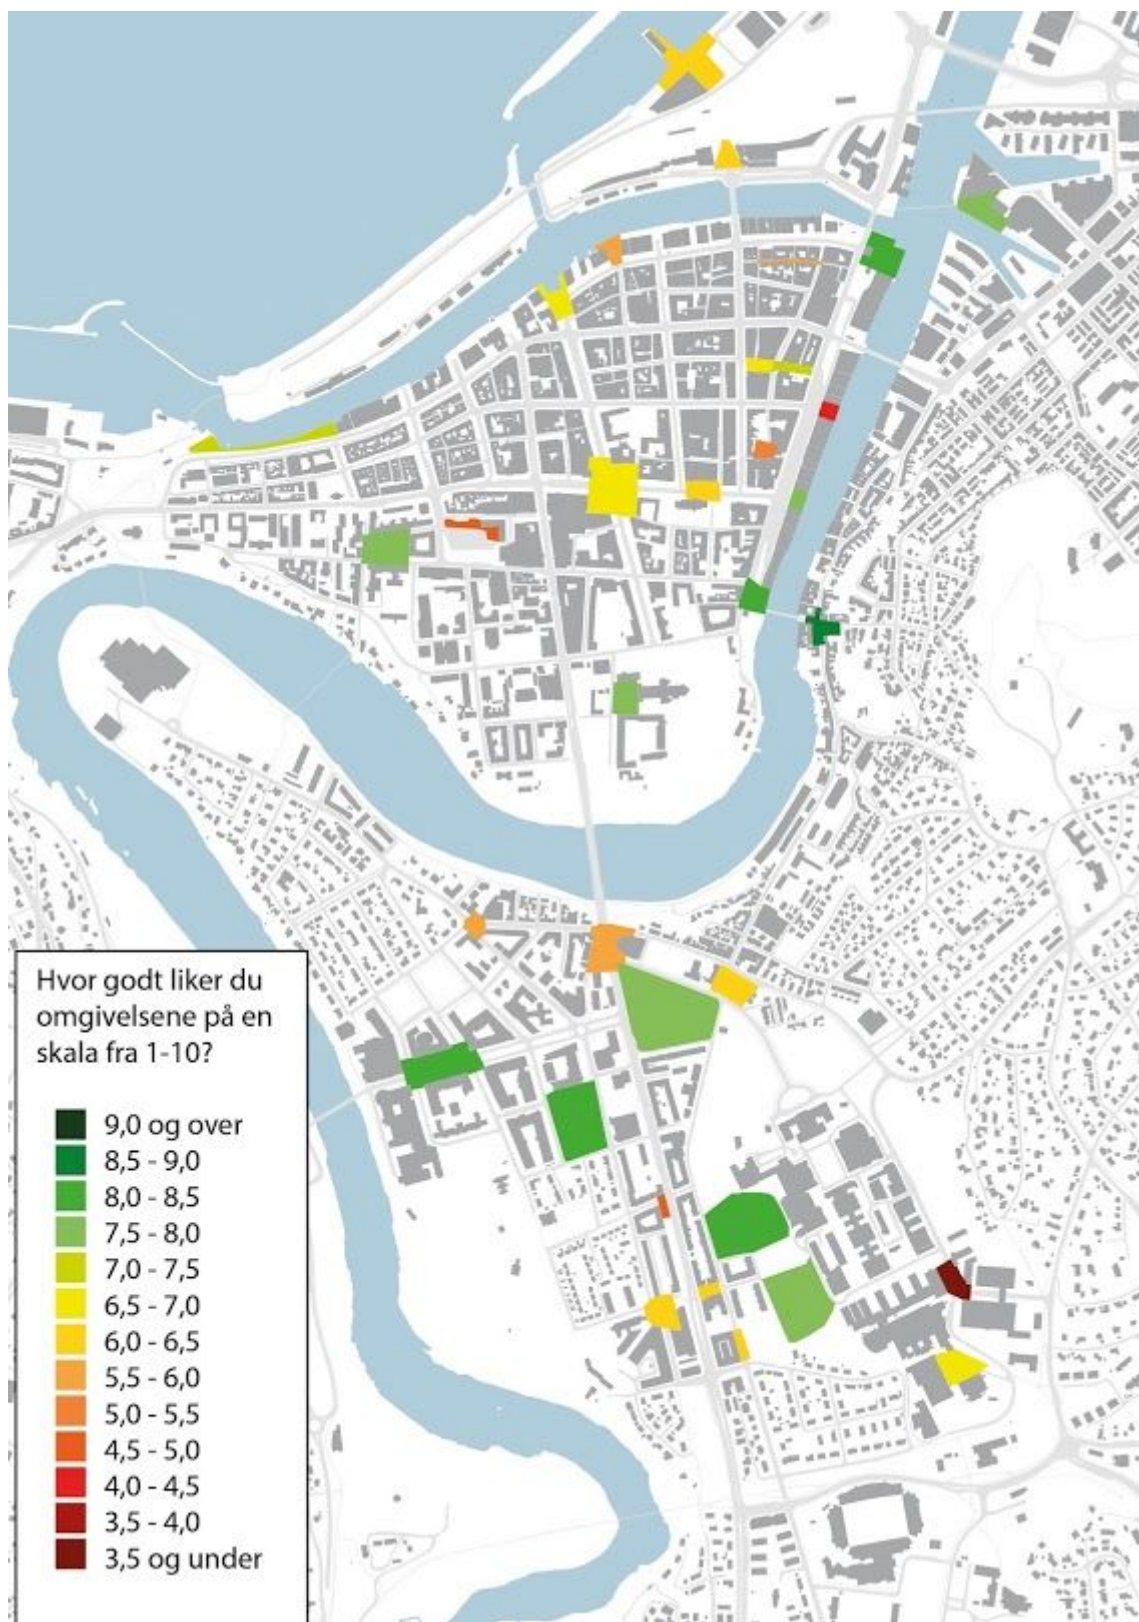 Hvor godt liker du
omgivelsene på en
skala fra 1-10?
9,0 og over
8,5 - 9,0
8,0 - 8,5
7,5 - 8,0
7,0 - 7,5
6,5 - 7,0
6,0 - 6,5
5,5 - 6,0
5,0 - 5,5
4,5 - 5,0
4,0 - 4,5
3,5 - 4,0
3,5 og under